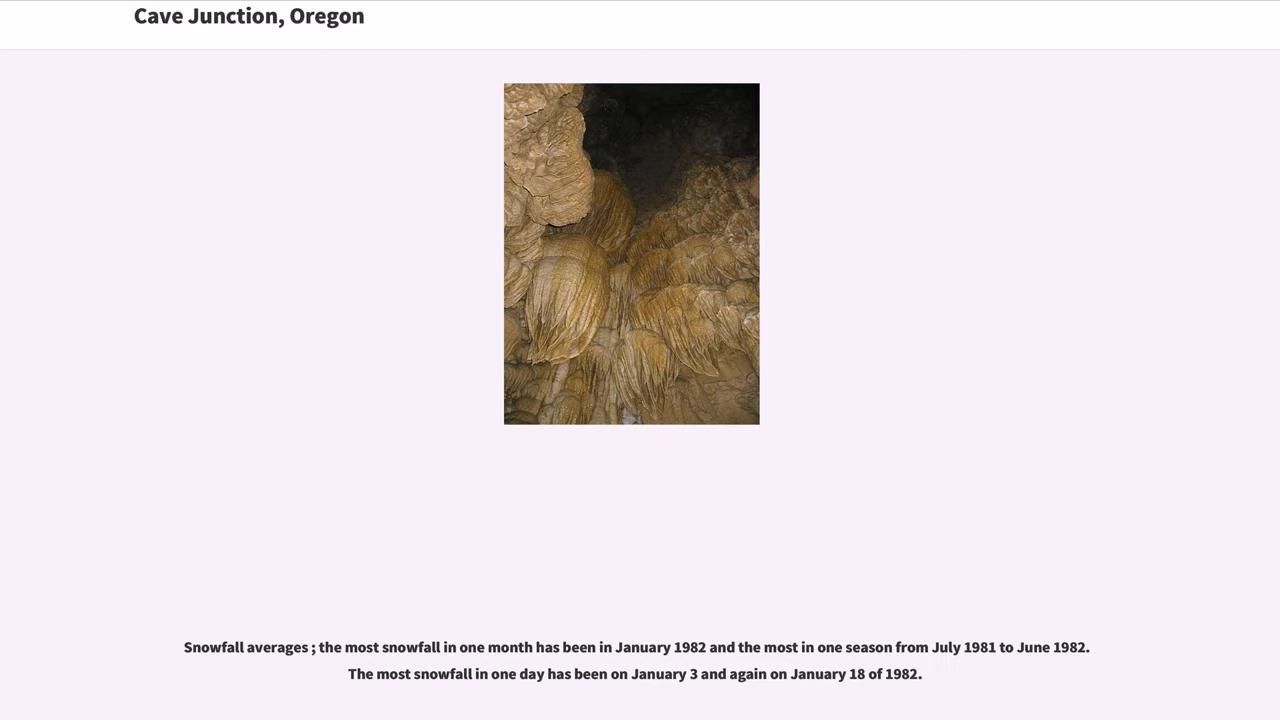 Cave Junction, Oregon
Snowfall averages ; the most snowfall in one month has been in January 1982 and the most in one season from July 1981 to June 1982.
The most snowfall in one day has been on January 3 and again on January 18 of 1982.